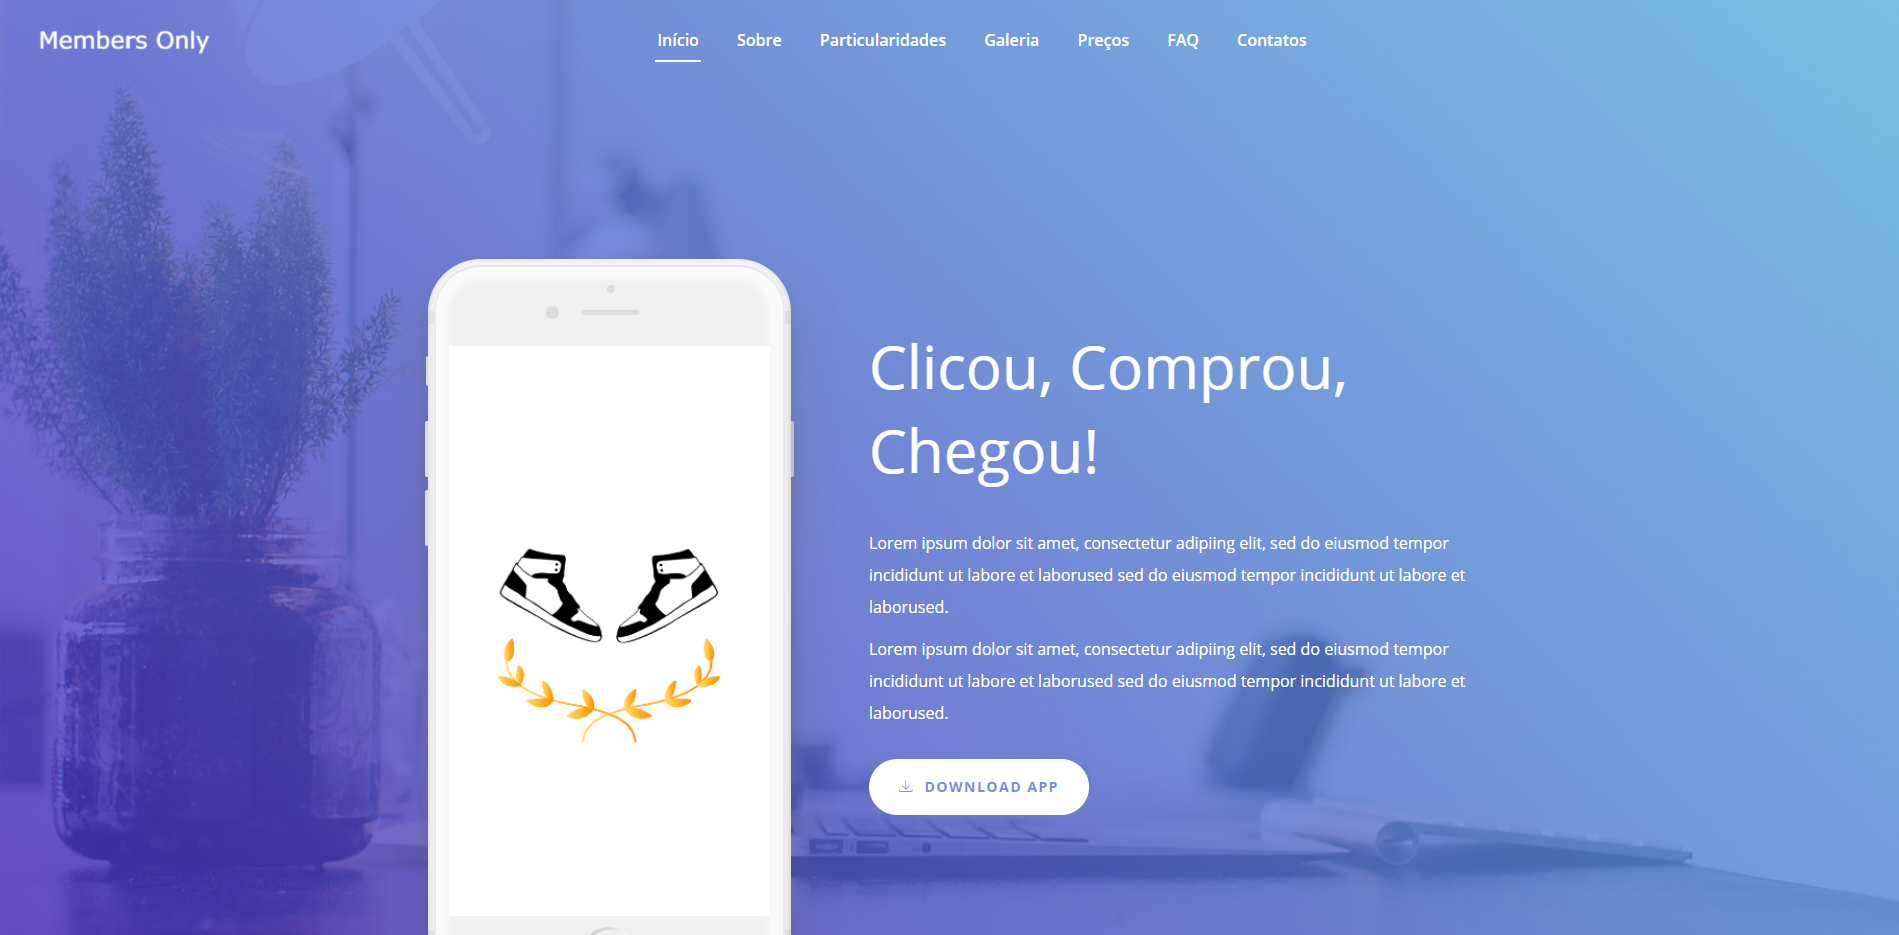 Members Only
Início
Sobre
Particularidades
Galeria
Preços
FAQ
Contatos
Clicou, Comprou,
Chegou!
Lorem ipsum dolor sit amet, consectetur adipiing elit, sed do eiusmod tempor
incididunt ut labore et laborused sed do eiusmod tempor incididunt ut labore et
laborused.
Lorem ipsum dolor sit amet, consectetur adipiing elit, sed do eiusmod tempor
incididunt ut labore et laborused sed do eiusmod tempor incididunt ut labore et
laborused.
DOWNLOAD APP